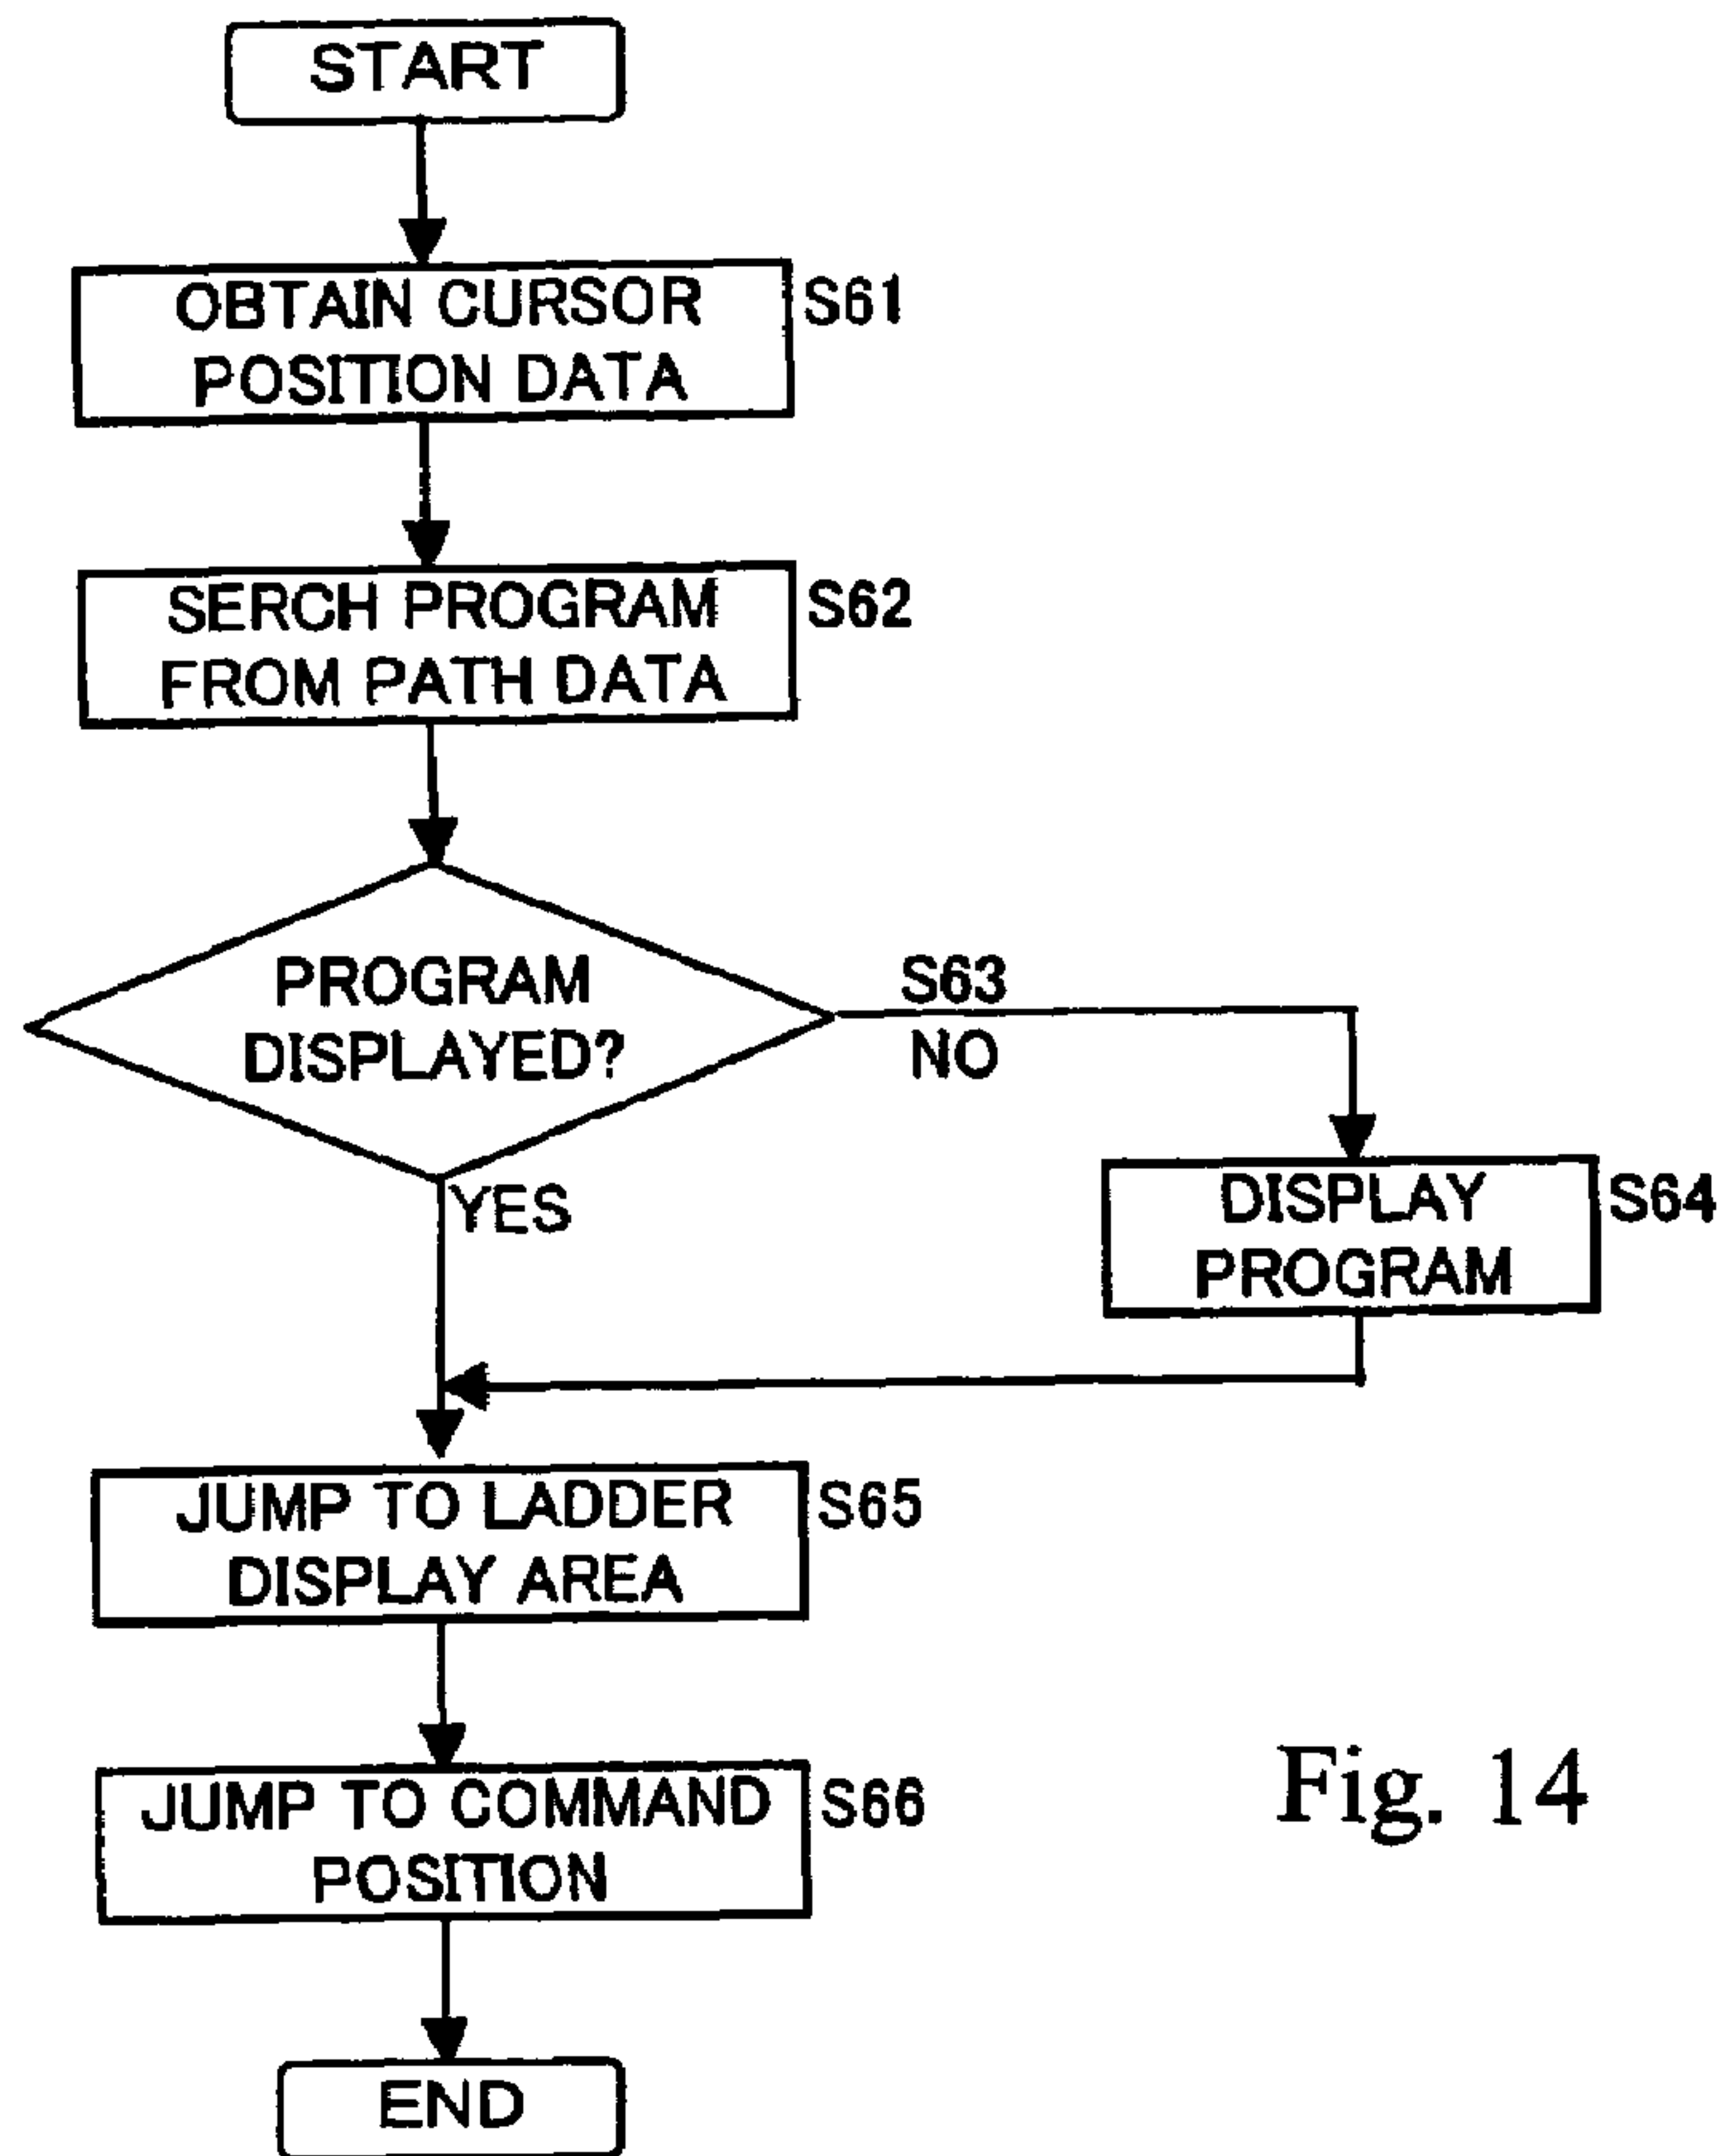 START
OBTAIN CURSOR
POSITION DATA
S61
SERCH PROGRAM
FROM PATH DATA
S62
PROGRAM
DISPLAYED?
S63
NO
YES
DISPLAY
PROGRAM
S64
JUMP TO LADDER
DISPLAY AREA
S65
JUMP TO COMMAND
POSITION
S66
END
Fig. 14